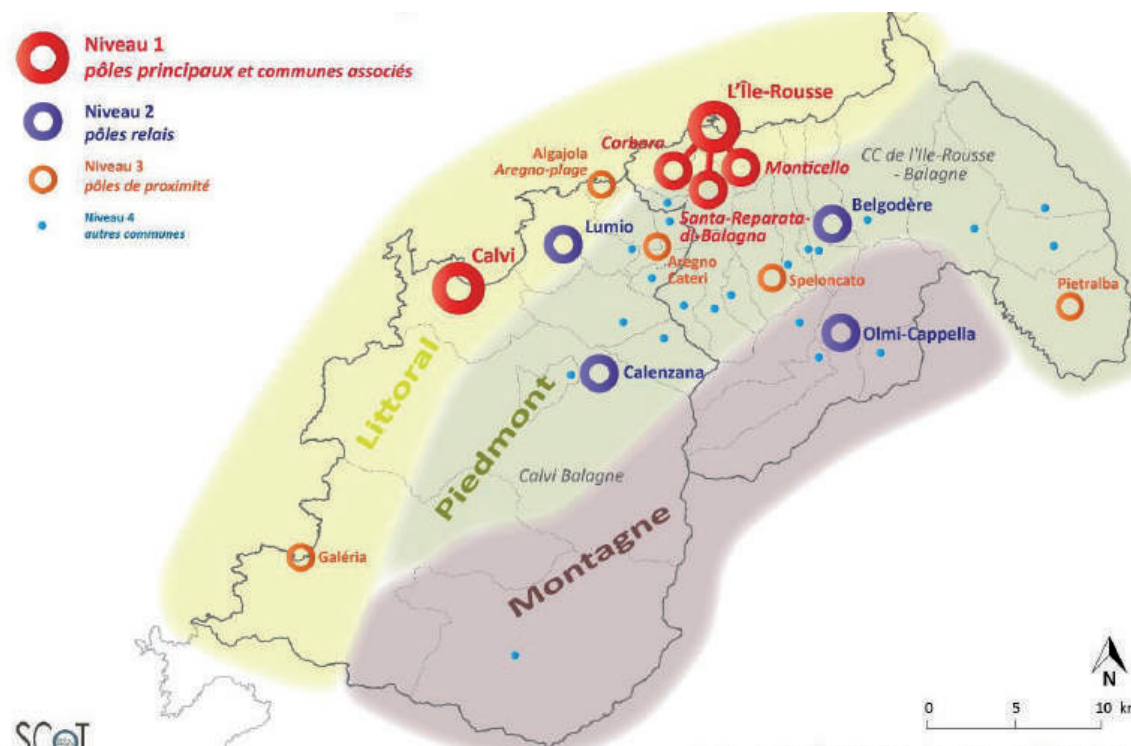 Niveau 1
pôles principaux et communes associés
Niveau 2
pôles relais
Niveau 3
pôles de proximité
Niveau 4
autres communes
L'Île-Rousse
Corbara
Monticello
Santa-Reparata-
di-Balagna
Algajola
Aregno-plage
CC de l'Ile-Rousse
- Balagne
Belgodère
Lumio
Calvi
Aregno
Cateri
Speloncato
Pietralba
Olmi-Cappella
Calenzana
Littoral
Piedmont
Calvi Balagne
Montagne
Galéria
N
0 5 10 km
SCOT